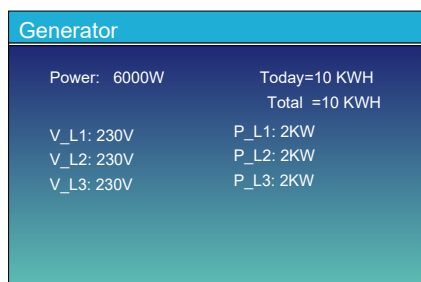 Generator
Power: 6000W Today=10 KWH
Total =10 KWH
V_L1: 230V P_L1: 2KW
V_L2: 230V P_L2: 2KW
V_L3: 230V P_L3: 2KW